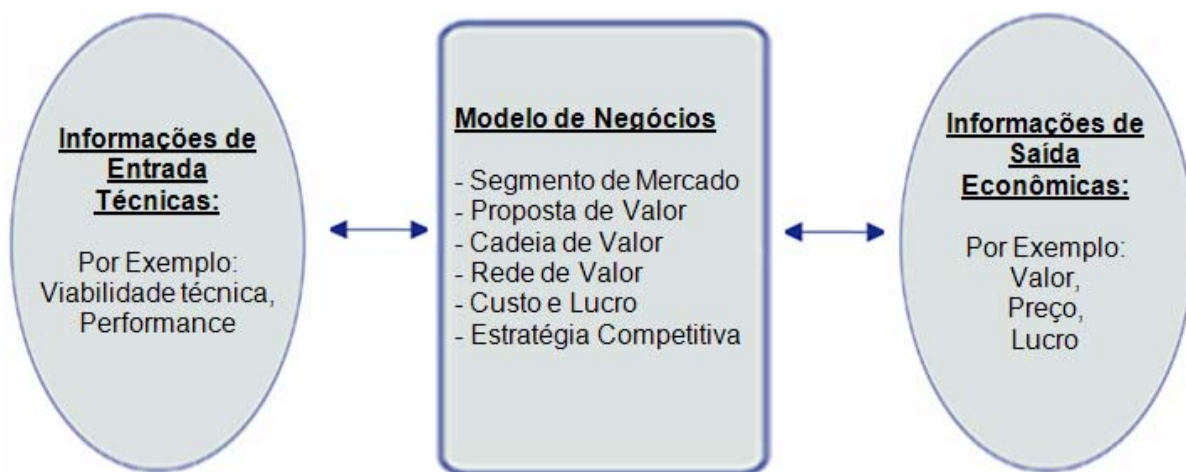 Informações de
Entrada
Técnicas:
Por Exemplo:
Viabilidade técnica,
Performance
Modelo de Negócios
- Segmento de Mercado
- Proposta de Valor
- Cadeia de Valor
- Rede de Valor
- Custo e Lucro
- Estratégia Competitiva
Informações de
Saída
Econômicas:
Por Exemplo:
Valor,
Preço,
Lucro